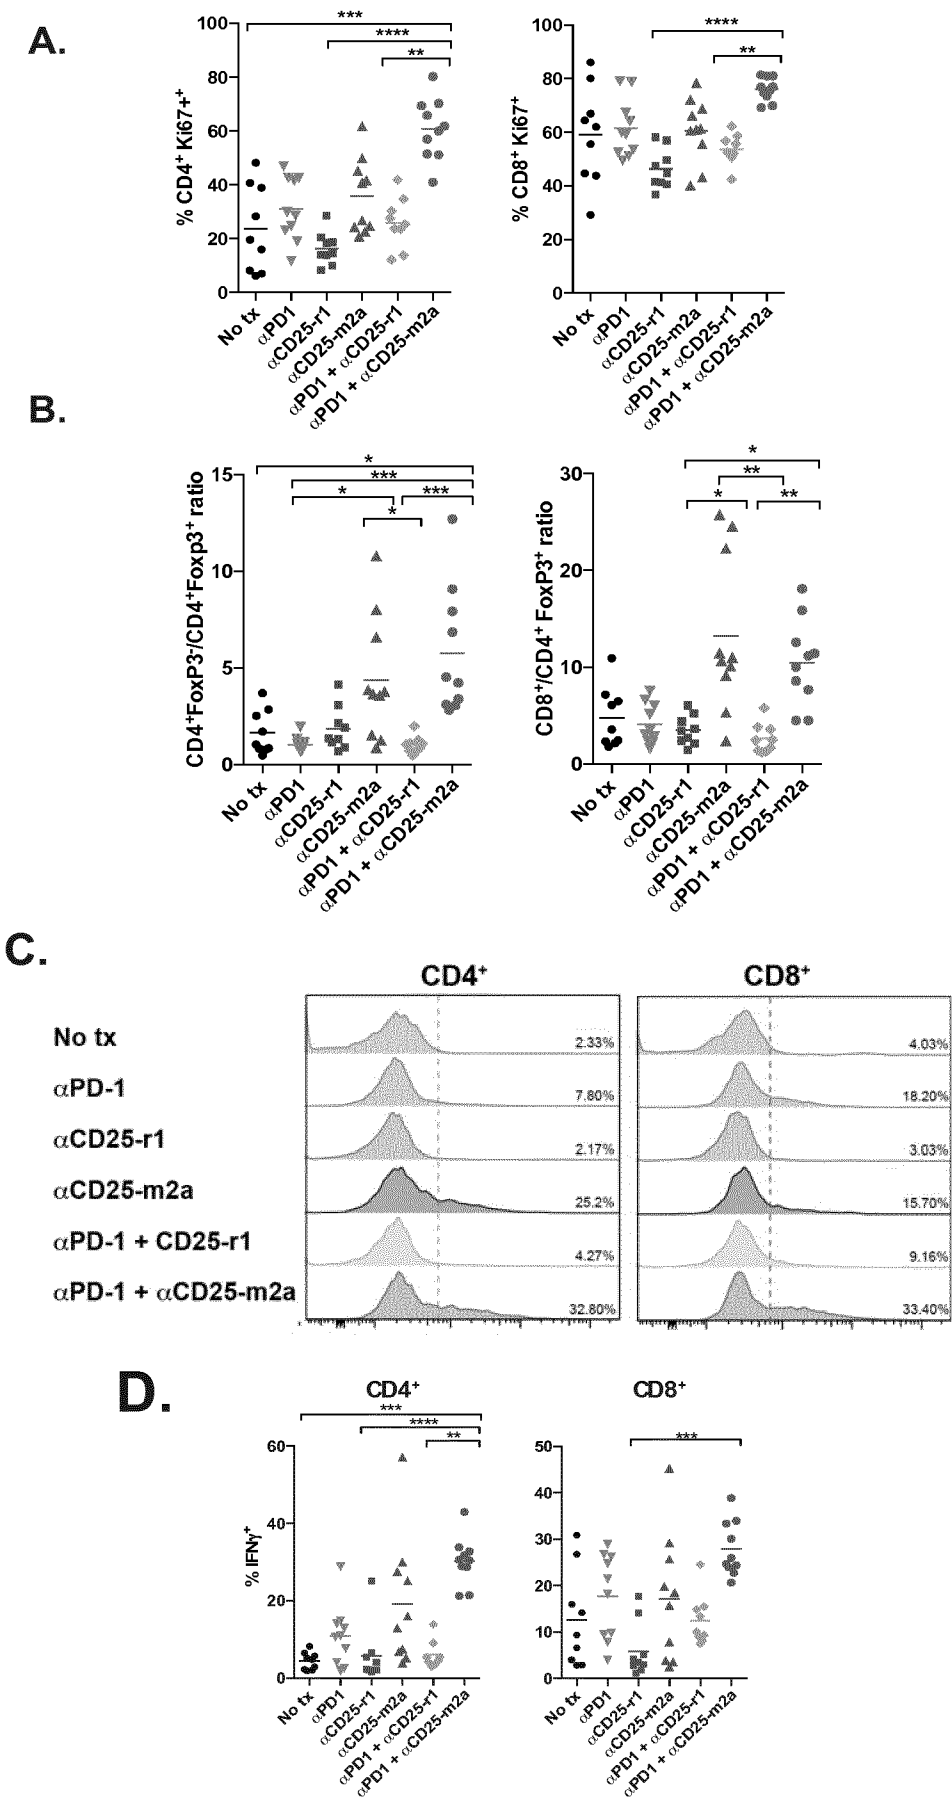 A.
***
****
**
% CD4⁺ Ki67+⁺
100
80
60
40
20
0
No tx
αPD1
αCD25-r1
αCD25-m2a
αPD1 + αCD25-r1
αPD1 + αCD25-m2a
****
**
% CD8⁺ Ki67⁺
100
80
60
40
20
0
No tx
αPD1
αCD25-r1
αCD25-m2a
αPD1 + αCD25-r1
αPD1 + αCD25-m2a
B.
*
***
* ***
*
CD4⁺FoxP3⁻/CD4⁺Foxp3⁺ ratio
15
10
5
0
No tx
αPD1
αCD25-r1
αCD25-m2a
αPD1 + αCD25-r1
αPD1 + αCD25-m2a
*
**
* **
CD8⁺/CD4⁺ FoxP3⁺ ratio
30
20
10
0
No tx
αPD1
αCD25-r1
αCD25-m2a
αPD1 + αCD25-r1
αPD1 + αCD25-m2a
C.
CD4⁺ CD8⁺
No tx 2.33% 4.03%
αPD-1 7.80% 18.20%
αCD25-r1 2.17% 3.03%
αCD25-m2a 25.2% 15.70%
αPD-1 + CD25-r1 4.27% 9.16%
αPD-1 + αCD25-m2a 32.80% 33.40%
D.
CD4⁺
***
****
**
% IFNγ⁺
60
40
20
0
No tx
αPD1
αCD25-r1
αCD25-m2a
αPD1 + αCD25-r1
αPD1 + αCD25-m2a
CD8⁺
***
50
40
30
20
10
0
No tx
αPD1
αCD25-r1
αCD25-m2a
αPD1 + αCD25-r1
αPD1 + αCD25-m2a